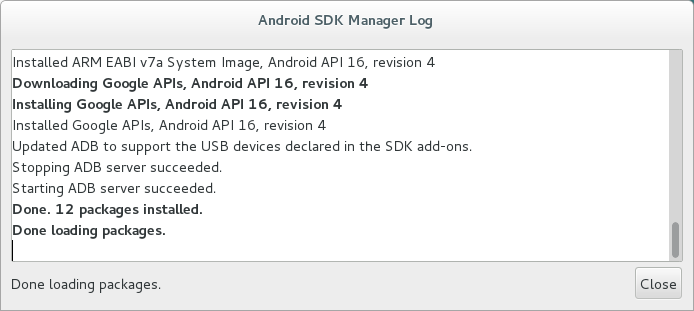 Android SDK Manager Log
Installed ARM EABI v7a System Image, Android API 16, revision 4
Downloading Google APIs, Android API 16, revision 4
Installing Google APIs, Android API 16, revision 4
Installed Google APIs, Android API 16, revision 4
Updated ADB to support the USB devices declared in the SDK add-ons.
Stopping ADB server succeeded.
Starting ADB server succeeded.
Done. 12 packages installed.
Done loading packages.
Done loading packages.
Close